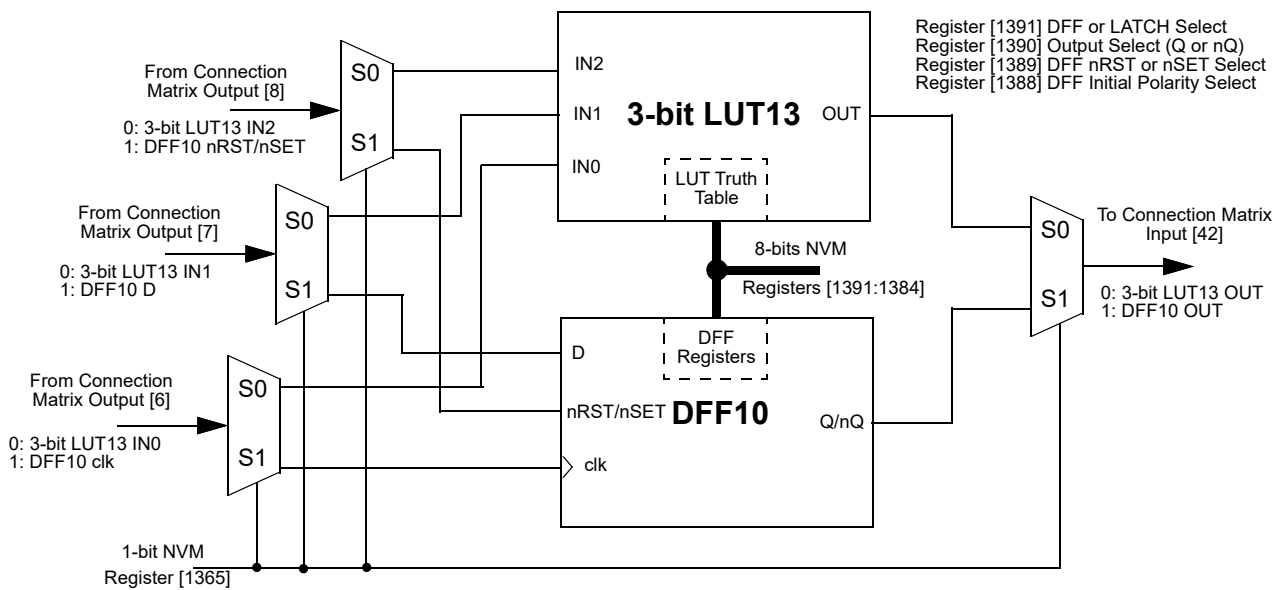 Register [1391] DFF or LATCH Select
Register [1390] Output Select (Q or nQ)
Register [1389] DFF nRST or nSET Select
Register [1388] DFF Initial Polarity Select
From Connection
Matrix Output [8]
0: 3-bit LUT13 IN2
1: DFF10 nRST/nSET
S0
S1
IN2
IN1
IN0
3-bit LUT13
OUT
LUT Truth
Table
From Connection
Matrix Output [7]
0: 3-bit LUT13 IN1
1: DFF10 D
S0
S1
8-bits NVM
Registers [1391:1384]
S0
S1
To Connection Matrix
Input [42]
0: 3-bit LUT13 OUT
1: DFF10 OUT
From Connection
Matrix Output [6]
0: 3-bit LUT13 IN0
1: DFF10 clk
S0
S1
DFF
Registers
D
nRST/nSET
clk
DFF10
Q/nQ
1-bit NVM
Register [1365]